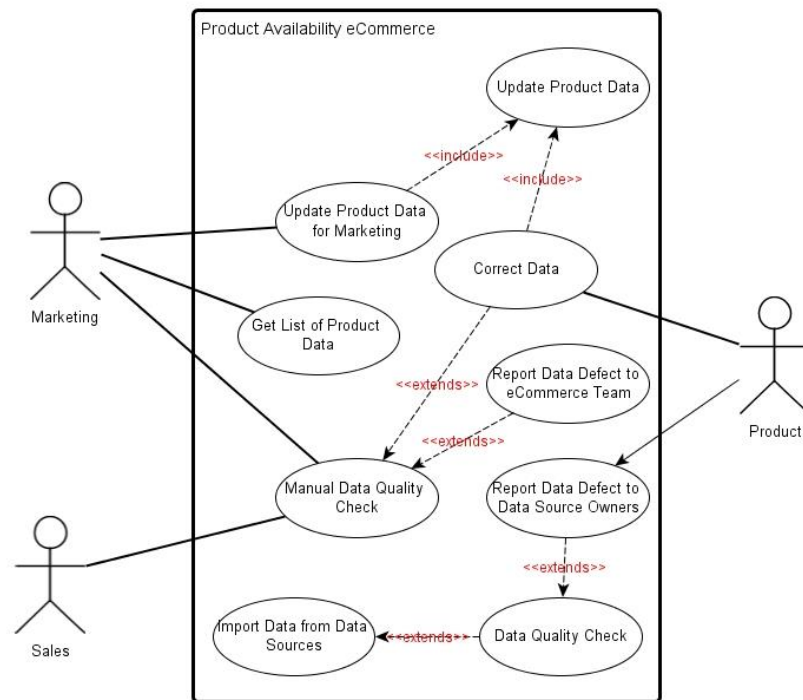 Product Availability eCommerce
Update Product Data
<<include>>
<<include>>
Update Product Data
for Marketing
Correct Data
Marketing
Get List of Product
Data
<<extends>>
Report Data Defect to
eCommerce Team
Product
<<extends>>
Manual Data Quality
Check
Report Data Defect to
Data Source Owners
<<extends>>
Import Data from Data
Sources
<<extends>>
Data Quality Check
Sales